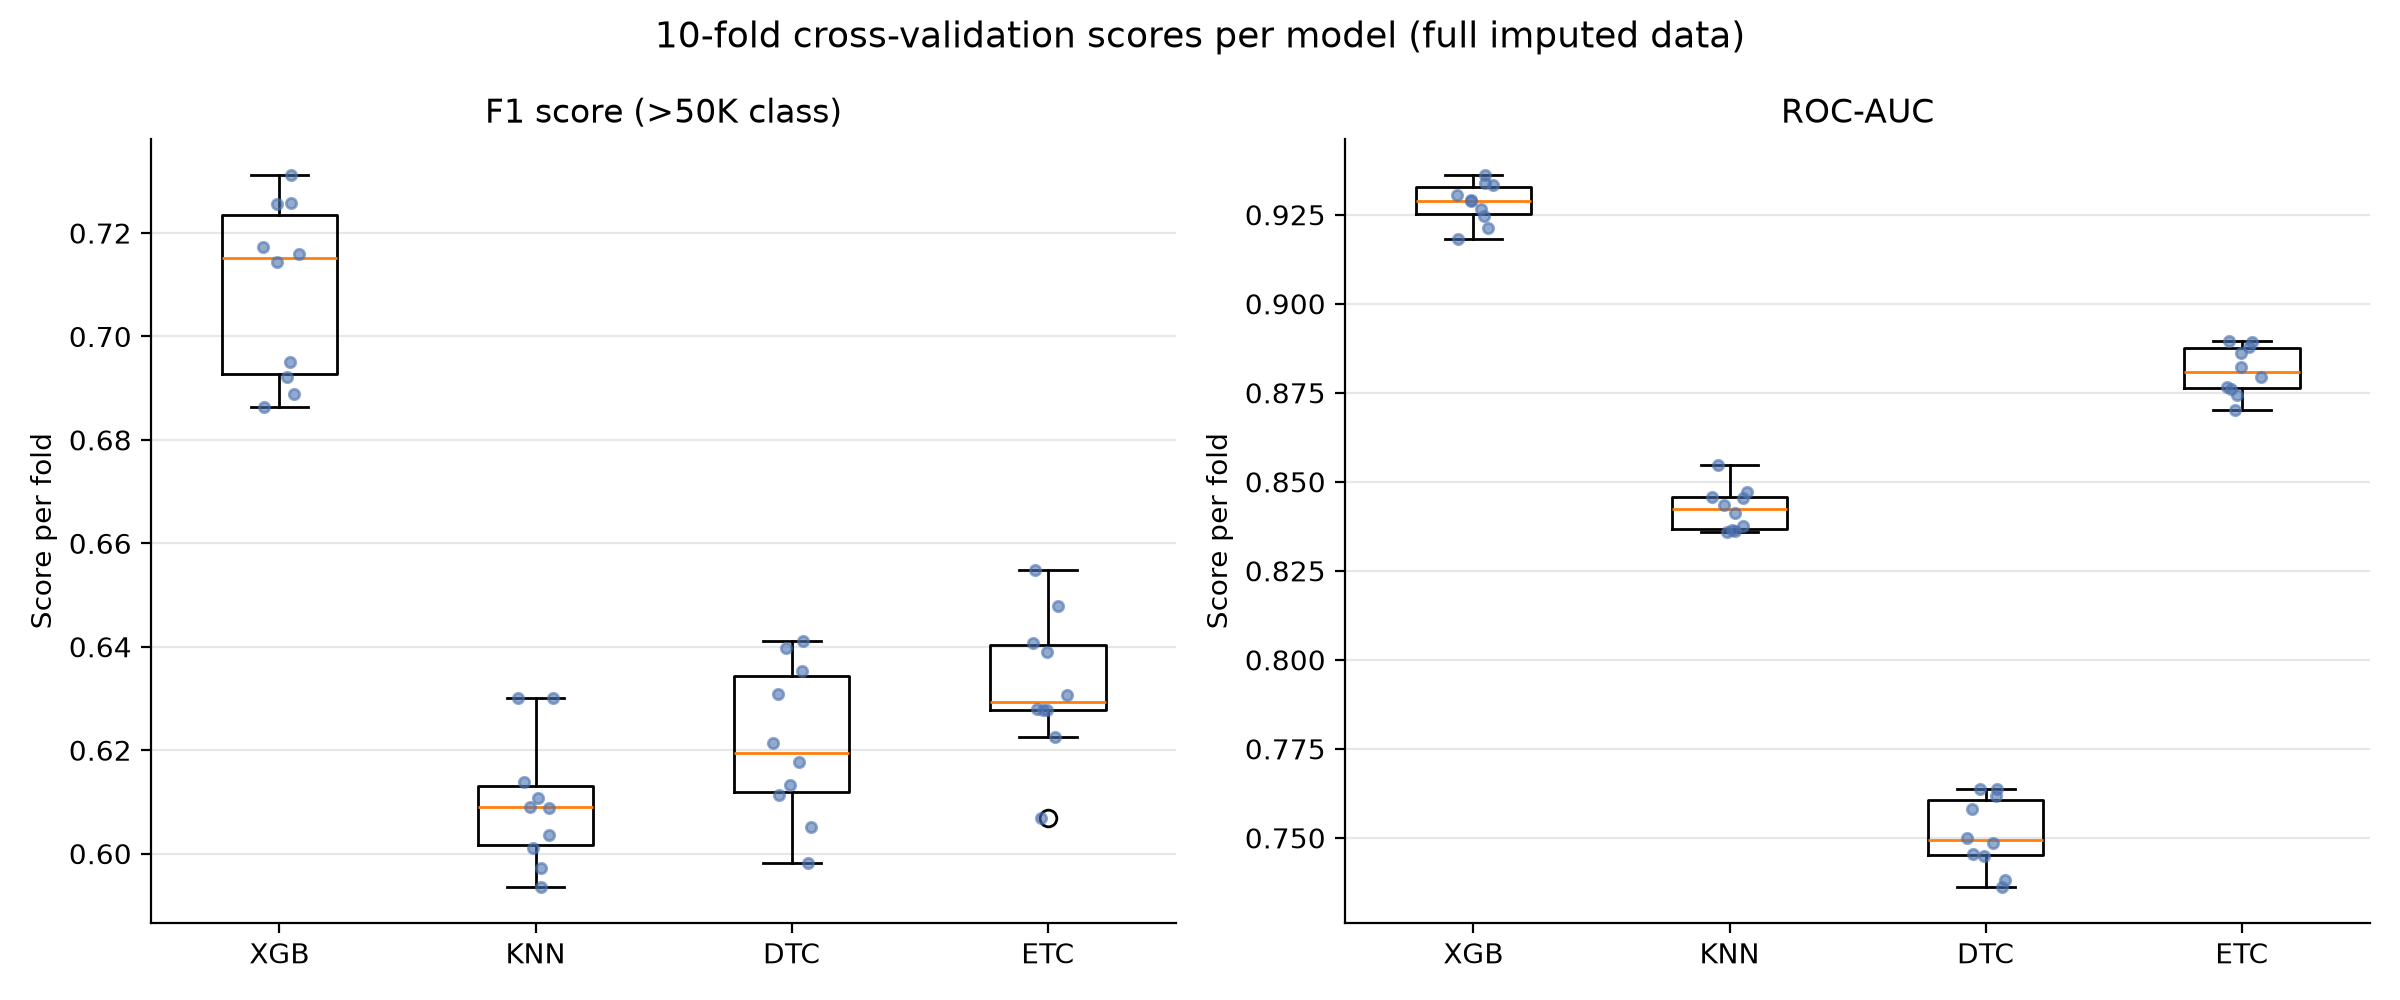 10-fold cross-validation scores per model (full imputed data)
F1 score (>50K class)
Score per fold
0.72
0.70
0.68
0.66
0.64
0.62
0.60
XGB KNN DTC ETC
ROC-AUC
Score per fold
0.925
0.900
0.875
0.850
0.825
0.800
0.775
0.750
XGB KNN DTC ETC